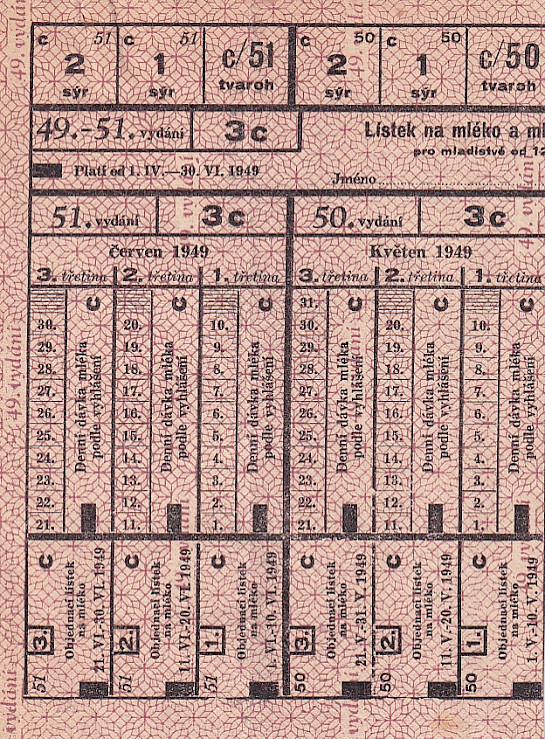 C 51 C 51 c/51 C 50 C 50 c/50
2 1 tvaroh 2 1 tvaroh
sýr sýr sýr sýr
49.-51. vydání 3c Lístek na mléko a ml
pro mladistvé od 12
Platí od 1. IV.—30. VI. 1949 Jméno
51. vydání 3c 50. vydání 3c
červen 1949 Květen 1949
3. třetina 2. třetina 1. třetina 3. třetina 2. třetina 1. třetina
C C C 31. C C C
30. 20. 10. 30. 20. 10.
29. 19. 9. 29. 19. 9.
28. 18. 8. 28. 18. 8.
27. 17. 7. 27. 17. 7.
26. 16. 6. 26. 16. 6.
25. 15. 5. 25. 15. 5.
24. 14. 4. 24. 14. 4.
23. 13. 3. 23. 13. 3.
22. 12. 2. 22. 12. 2.
21. 11. 1. 21. 11. 1.
Denní dávka mléka
podle vyhlášení
Denní dávka mléka
podle vyhlášení
Denní dávka mléka
podle vyhlášení
Denní dávka mléka
podle vyhlášení
Denní dávka mléka
podle vyhlášení
Denní dávka mléka
podle vyhlášení
51 3. C
Objednací lístek
na mléko
21. VI.-30. VI. 1949
51 2. C
Objednací lístek
na mléko
11. VI.-20. VI. 1949
51 1. C
Objednací lístek
na mléko
1. VI.-10. VI. 1949
50 3. C
Objednací lístek
na mléko
21. V.-31. V. 1949
50 2. C
Objednací lístek
na mléko
11. V.-20. V. 1949
50 1. C
Objednací lístek
na mléko
1. V.-10. V. 1949
49. vydání